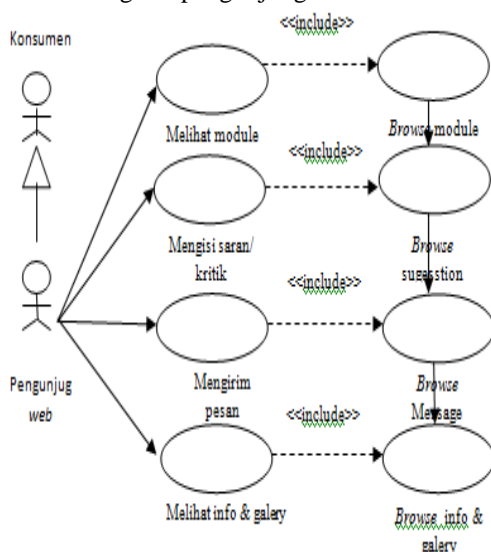 <<include>>
Konsumen
Melihat module
Browse module
<<include>>
Mengisi saran/
kritik
Browse
sugesstion
<<include>>
Pengunjug
web
Mengirim
pesan
Browse
Message
<<include>>
Melihat info & galery
Browse info &
galery